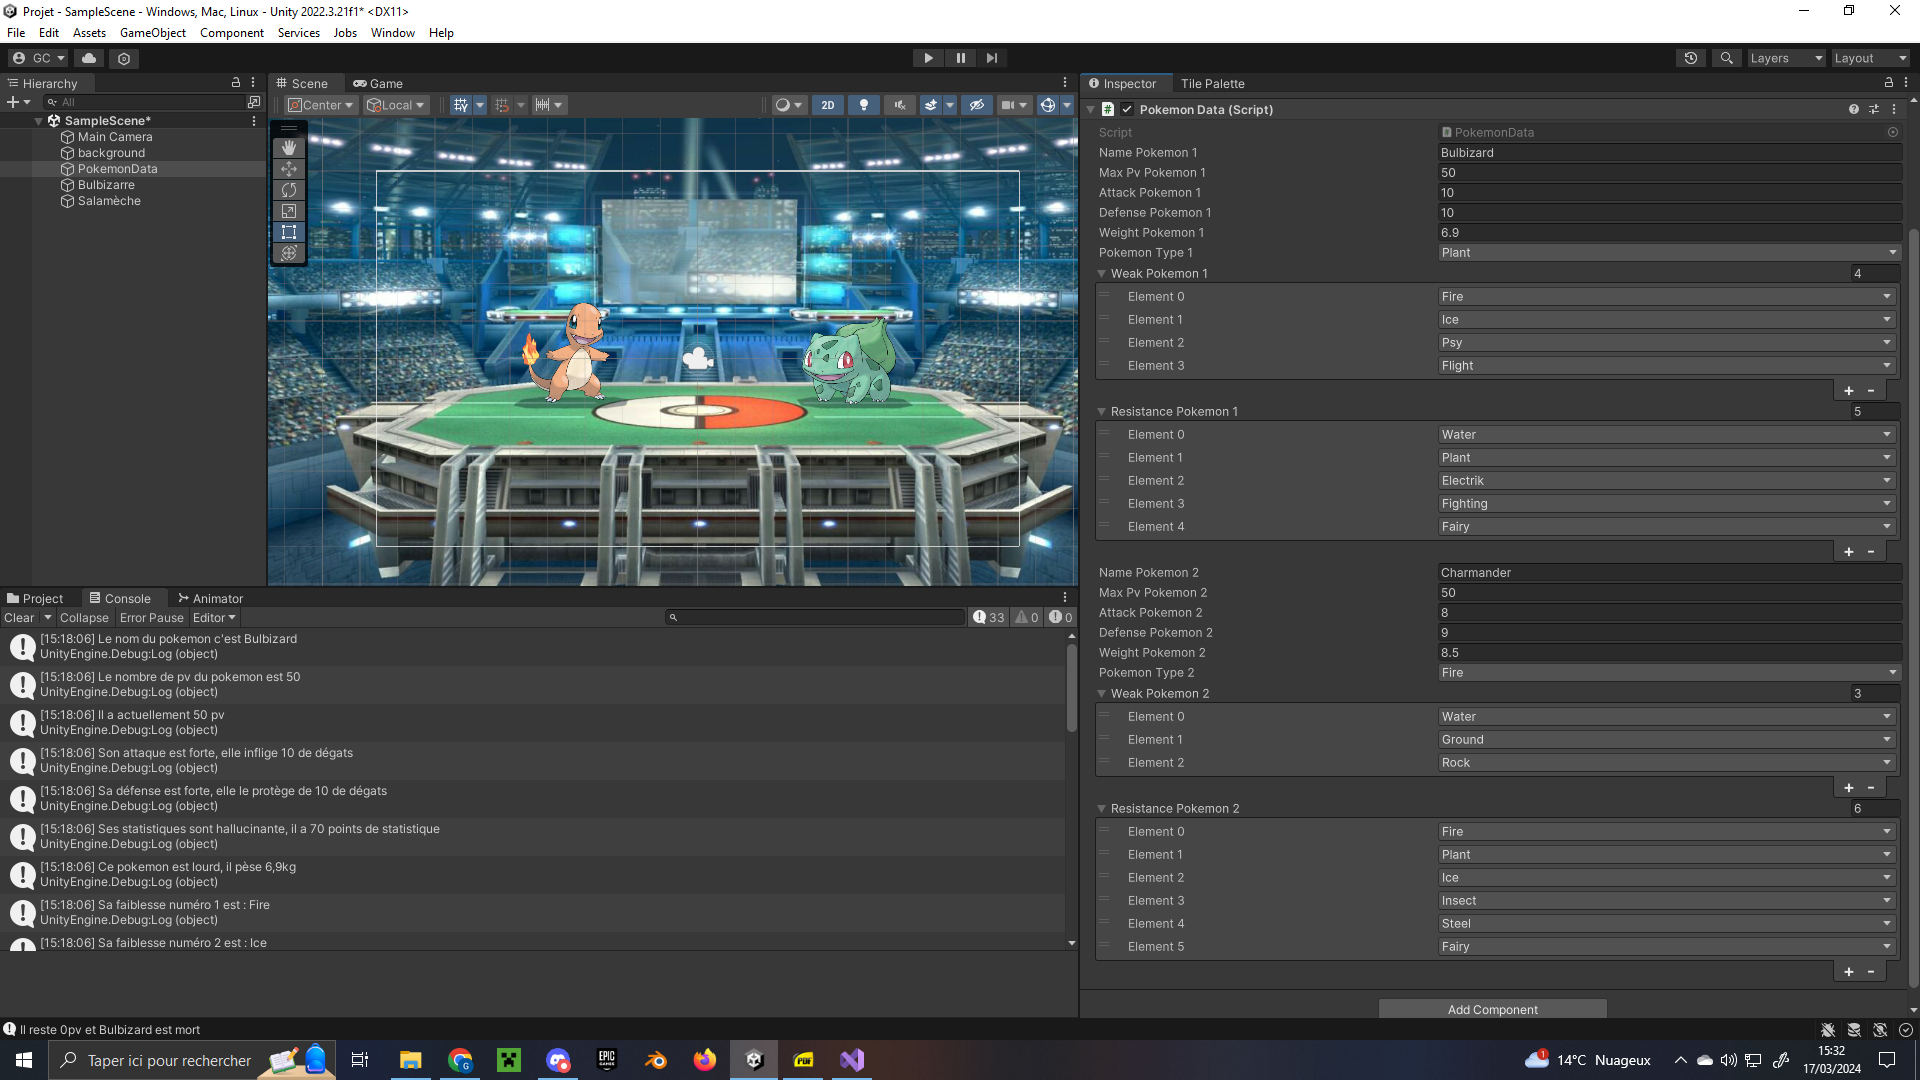 Projet - SampleScene - Windows, Mac, Linux - Unity 2022.3.21f1* <DX11>
File Edit Assets GameObject Component Services Jobs Window Help
GC Layers Layout
Hierarchy
All
SampleScene*
Main Camera
background
PokemonData
Bulbizarre
Salamèche
Scene Game
Center Local 2D
Inspector Tile Palette
Pokemon Data (Script)
Script PokemonData
Name Pokemon 1 Bulbizard
Max Pv Pokemon 1 50
Attack Pokemon 1 10
Defense Pokemon 1 10
Weight Pokemon 1 6.9
Pokemon Type 1 Plant
Weak Pokemon 1 4
Element 0 Fire
Element 1 Ice
Element 2 Psy
Element 3 Flight
+ -
Resistance Pokemon 1 5
Element 0 Water
Element 1 Plant
Element 2 Electrik
Element 3 Fighting
Element 4 Fairy
+ -
Name Pokemon 2 Charmander
Max Pv Pokemon 2 50
Attack Pokemon 2 8
Defense Pokemon 2 9
Weight Pokemon 2 8.5
Pokemon Type 2 Fire
Weak Pokemon 2 3
Element 0 Water
Element 1 Ground
Element 2 Rock
+ -
Resistance Pokemon 2 6
Element 0 Fire
Element 1 Plant
Element 2 Ice
Element 3 Insect
Element 4 Steel
Element 5 Fairy
+ -
Add Component
Project Console Animator
Clear Collapse Error Pause Editor 33 0 0
[15:18:06] Le nom du pokemon c'est Bulbizard
UnityEngine.Debug:Log (object)
[15:18:06] Le nombre de pv du pokemon est 50
UnityEngine.Debug:Log (object)
[15:18:06] Il a actuellement 50 pv
UnityEngine.Debug:Log (object)
[15:18:06] Son attaque est forte, elle inflige 10 de dégats
UnityEngine.Debug:Log (object)
[15:18:06] Sa défense est forte, elle le protège de 10 de dégats
UnityEngine.Debug:Log (object)
[15:18:06] Ses statistiques sont hallucinante, il a 70 points de statistique
UnityEngine.Debug:Log (object)
[15:18:06] Ce pokemon est lourd, il pèse 6,9kg
UnityEngine.Debug:Log (object)
[15:18:06] Sa faiblesse numéro 1 est : Fire
UnityEngine.Debug:Log (object)
[15:18:06] Sa faiblesse numéro 2 est : Ice
Il reste 0pv et Bulbizard est mort
Taper ici pour rechercher
G
EPIC
GAMES
PDF
1
14°C Nuageux
15:32
17/03/2024